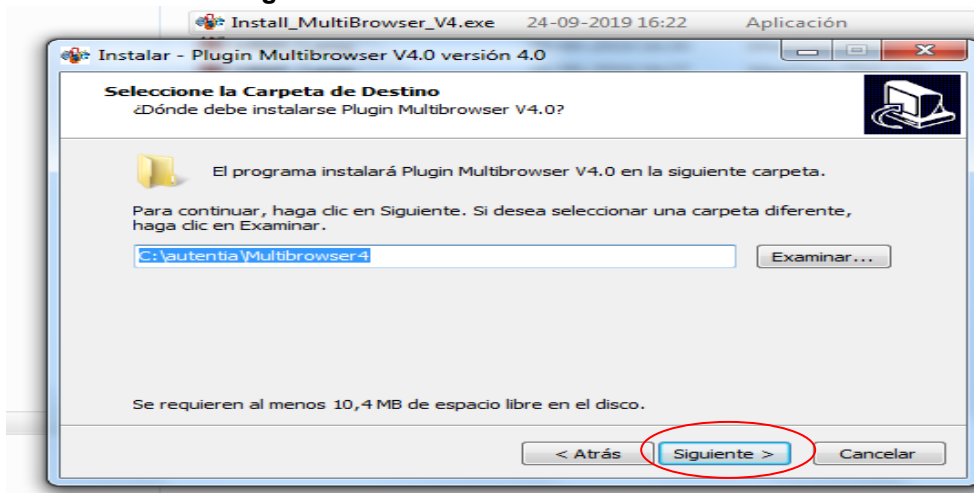 Install_MultiBrowser_V4.exe 24-09-2019 16:22 Aplicación
Instalar - Plugin Multibrowser V4.0 versión 4.0
Seleccione la Carpeta de Destino
¿Dónde debe instalarse Plugin Multibrowser V4.0?
El programa instalará Plugin Multibrowser V4.0 en la siguiente carpeta.
Para continuar, haga clic en Siguiente. Si desea seleccionar una carpeta diferente,
haga clic en Examinar.
C:\autentia\Multibrowser4 Examinar...
Se requieren al menos 10,4 MB de espacio libre en el disco.
< Atrás Siguiente > Cancelar